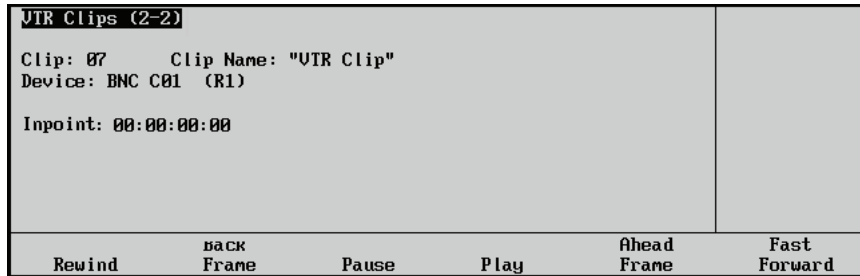 VTR Clips (2-2)
Clip: 07 Clip Name: "VTR Clip"
Device: BNC C01 (R1)
Inpoint: 00:00:00:00
Rewind
Back Frame
Pause
Play
Ahead Frame
Fast Forward